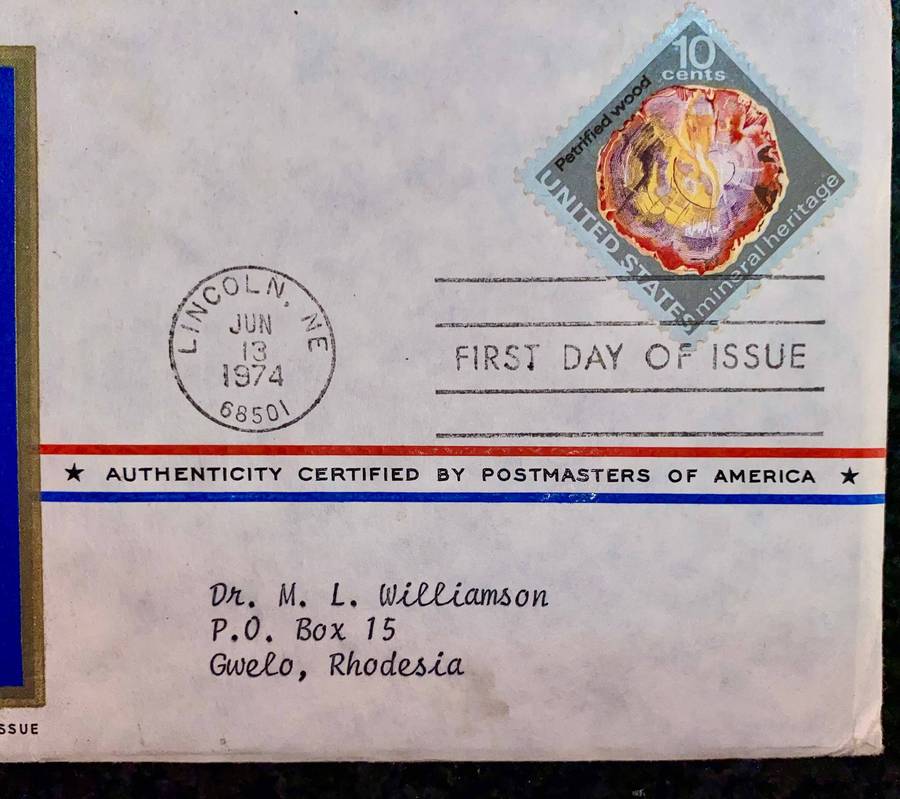 10
cents
Petrified wood
UNITED STATES
mineral heritage
LINCOLN, NE
JUN
13
1974
68501
FIRST DAY OF ISSUE
★ AUTHENTICITY CERTIFIED BY POSTMASTERS OF AMERICA ★
Dr. M. L. Williamson
P.O. Box 15
Gwelo, Rhodesia